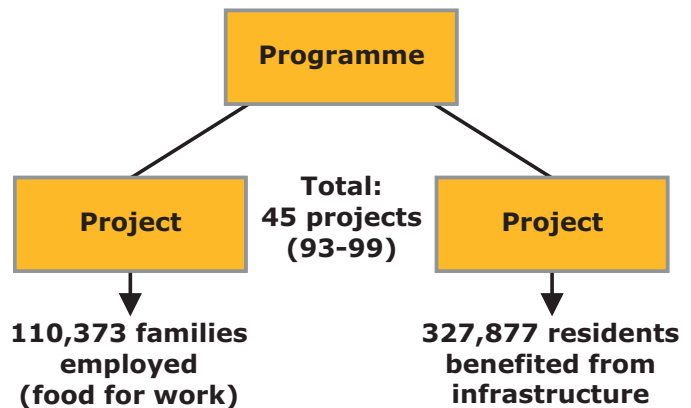 Programme
Project
Total:
45 projects
(93-99)
Project
110,373 families
employed
(food for work)
327,877 residents
benefited from
infrastructure